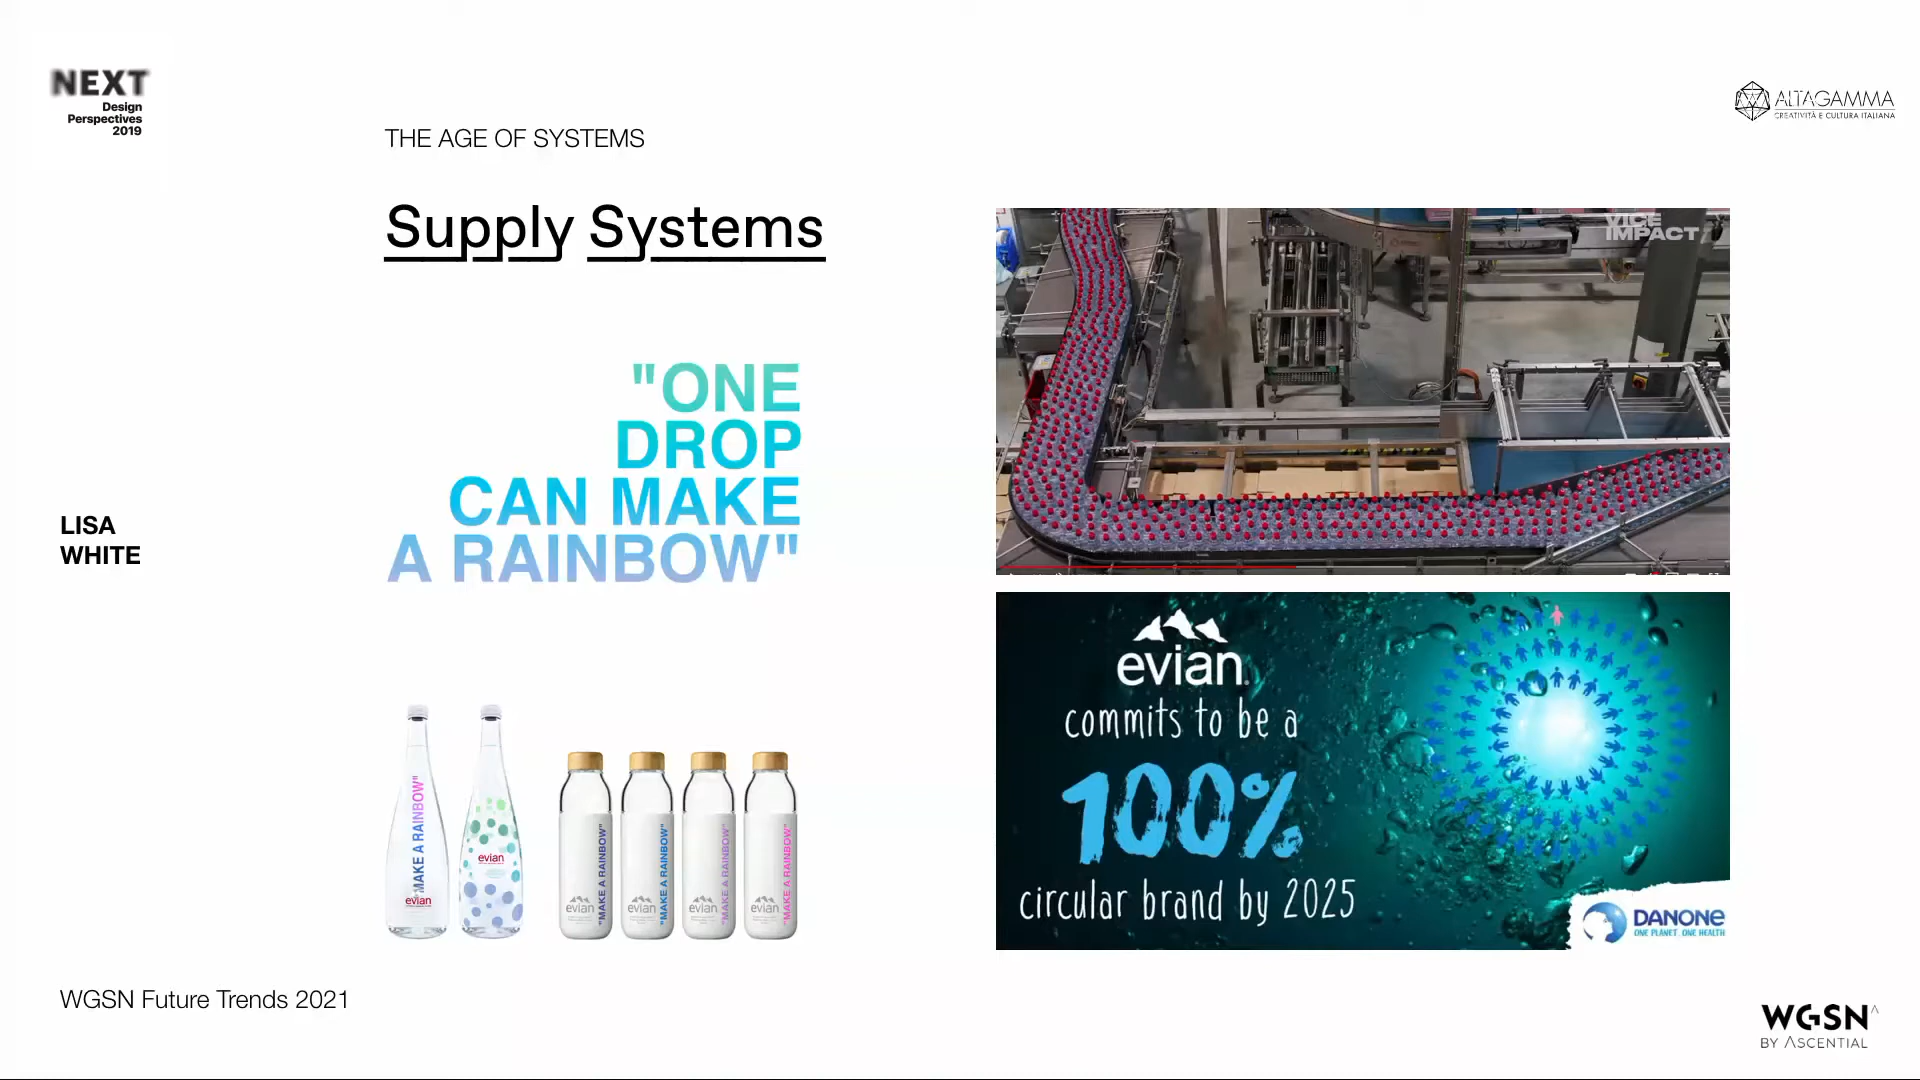 NEXT
Design
Perspectives
2019
ALTAGAMMA
CREATIVITÀ E CULTURA ITALIANA
THE AGE OF SYSTEMS
Supply Systems
"ONE
DROP
CAN MAKE
A RAINBOW"
LISA
WHITE
VICE
IMPACT
evian
commits to be a
100%
circular brand by 2025
DANONE
ONE PLANET. ONE HEALTH
MAKE A RAINBOW"
evian
evian
"MAKE A RAINBOW"
evian
"MAKE A RAINBOW"
evian
"MAKE A RAINBOW"
evian
"MAKE A RAINBOW"
evian
WGSN Future Trends 2021
WGSN
BY ASCENTIAL